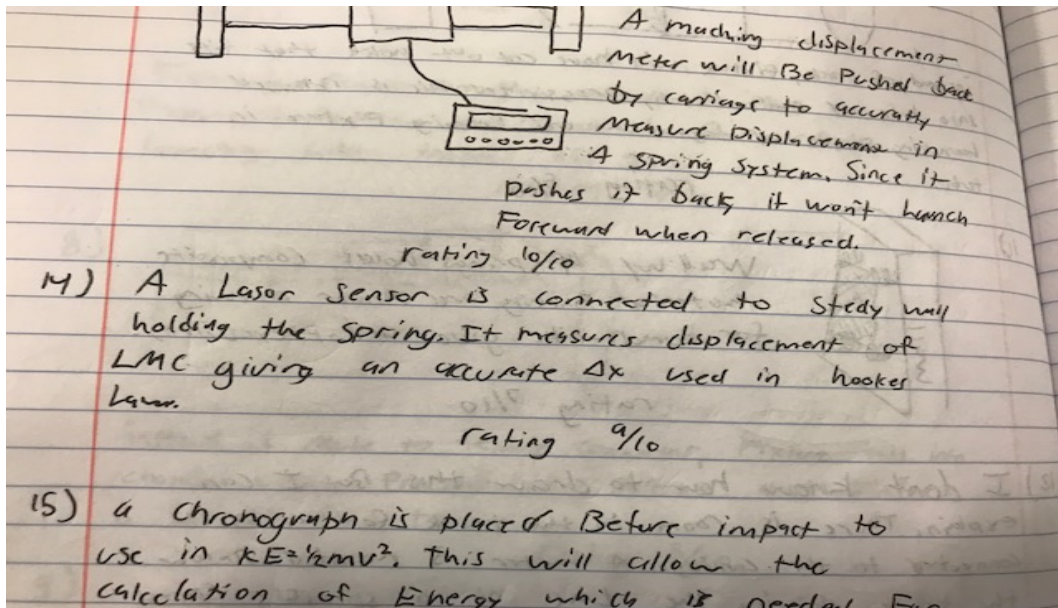 A maching displacement
meter will Be Pushed back
by carriage to accuratly
Measure Displacement in
A spring system. Since it
pushes it back, it won't launch
Foreward when released.
rating 10/10
14) A Lasor sensor is connected to stedy wall
holding the spring. It measures displacement of
LMC giving an accurate Δx used in hookes
Law.
rating 9/10
15) a chronograph is placed Before impact to
use in KE=½mv². This will allow the
calculation of Energy which is needed For